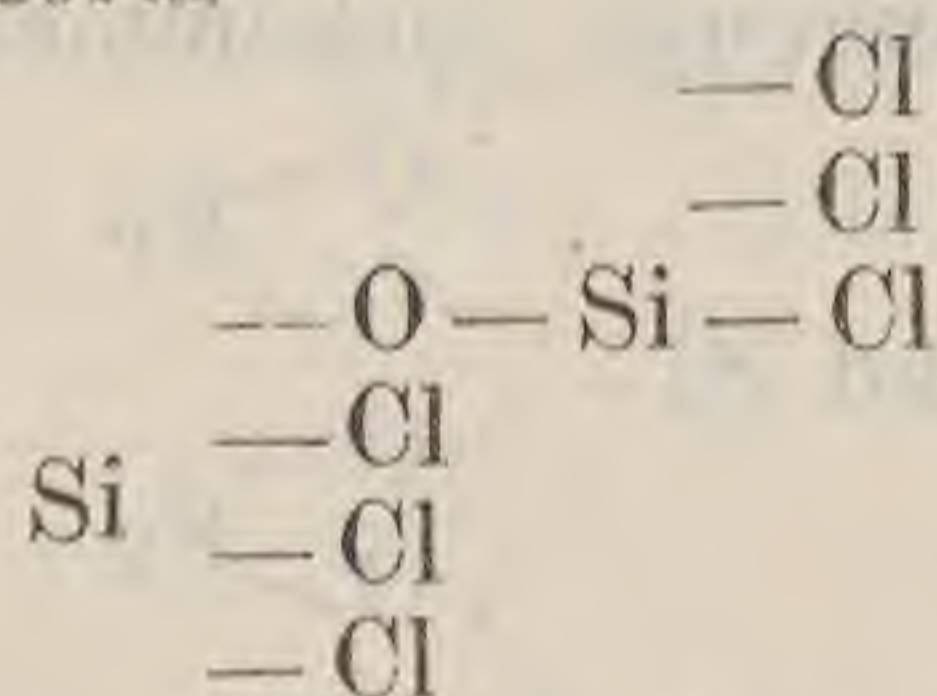 — Cl
— Cl
— O — Si — Cl
— Cl
Si
— Cl
— Cl